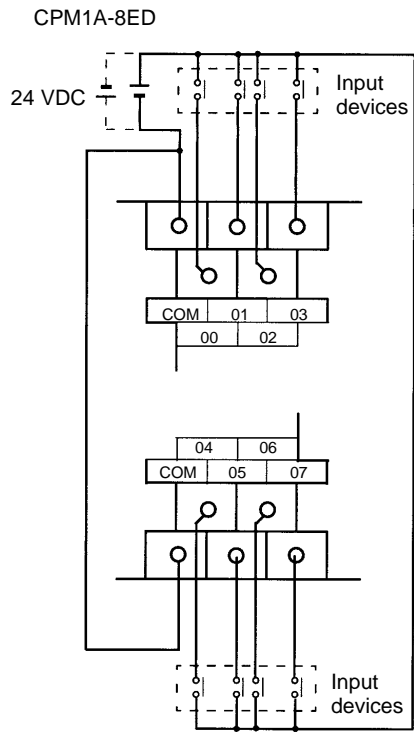 CPM1A-8ED
24 VDC
Input
devices
COM 01 03
00 02
04 06
COM 05 07
Input
devices